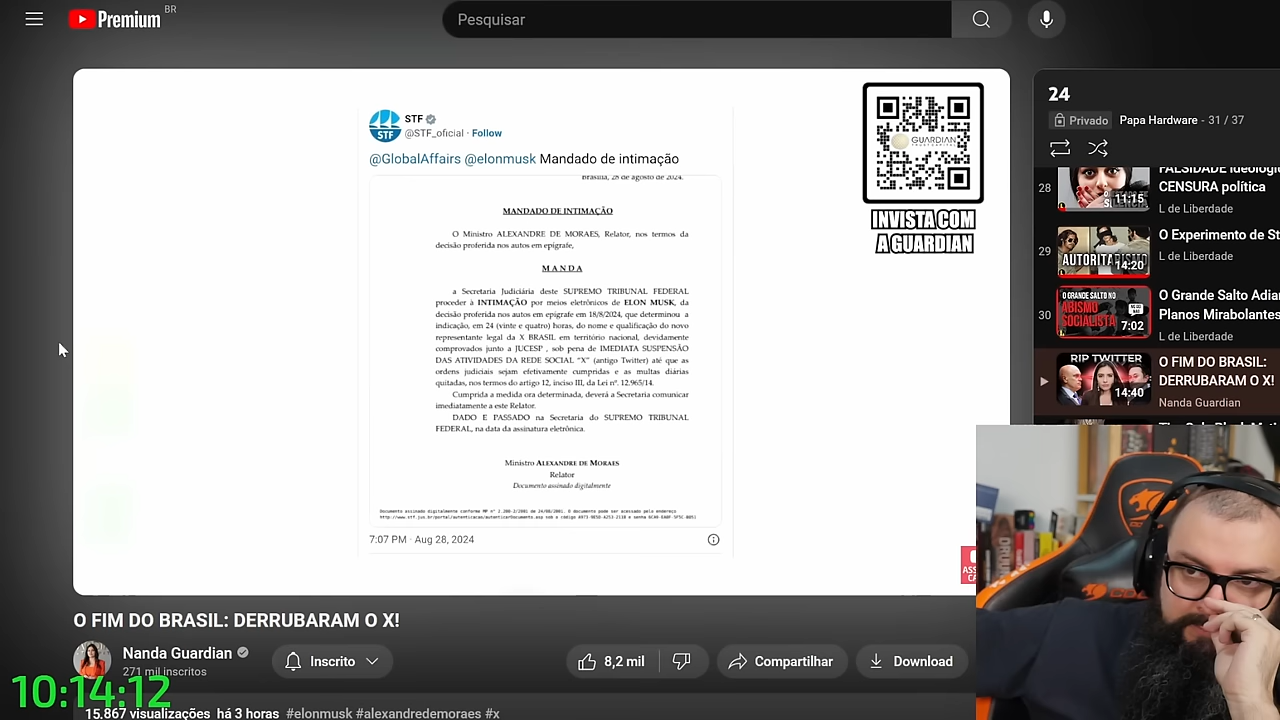 Premium BR
Pesquisar
STF
@STF_oficial · Follow
@GlobalAffairs @elonmusk Mandado de intimação
Brasília, 28 de agosto de 2024.
MANDADO DE INTIMAÇÃO
O Ministro ALEXANDRE DE MORAES, Relator, nos termos da
decisão proferida nos autos em epígrafe,
M A N D A
a Secretaria Judiciária deste SUPREMO TRIBUNAL FEDERAL
proceder à INTIMAÇÃO por meios eletrônicos de ELON MUSK, da
decisão proferida nos autos em epígrafe em 18/8/2024, que determinou a
indicação, em 24 (vinte e quatro) horas, do nome e qualificação do novo
representante legal da X BRASIL em território nacional, devidamente
comprovados junto a JUCESP , sob pena de IMEDIATA SUSPENSÃO
DAS ATIVIDADES DA REDE SOCIAL "X" (antigo Twitter) até que as
ordens judiciais sejam efetivamente cumpridas e as multas diárias
quitadas, nos termos do artigo 12, inciso III, da Lei nº. 12.965/14.
Cumprida a medida ora determinada, deverá a Secretaria comunicar
imediatamente a este Relator.
DADO E PASSADO na Secretaria do SUPREMO TRIBUNAL
FEDERAL, na data da assinatura eletrônica.
Ministro ALEXANDRE DE MORAES
Relator
Documento assinado digitalmente
7:07 PM · Aug 28, 2024
GUARDIAN
INVISTA COM
A GUARDIAN
24
Privado Papa Hardware - 31 / 37
28
11:15
FALSIDADE ideológi
CENSURA política
L de Liberdade
29
AUTORITARISMO
14:20
O Experimento de St
L de Liberdade
30
O GRANDE SALTO NO
ABISMO
SOCIALISTA
7:02
O Grande Salto Adian
Planos Mirabolantes
L de Liberdade
RIP TWITTER
14:40
O FIM DO BRASIL:
DERRUBARAM O X!
Nanda Guardian
O FIM DO BRASIL: DERRUBARAM O X!
Nanda Guardian
271 mil inscritos
Inscrito
8,2 mil
Compartilhar
Download
10:14:12
15.867 visualizações há 3 horas #elonmusk #alexandredemoraes #x